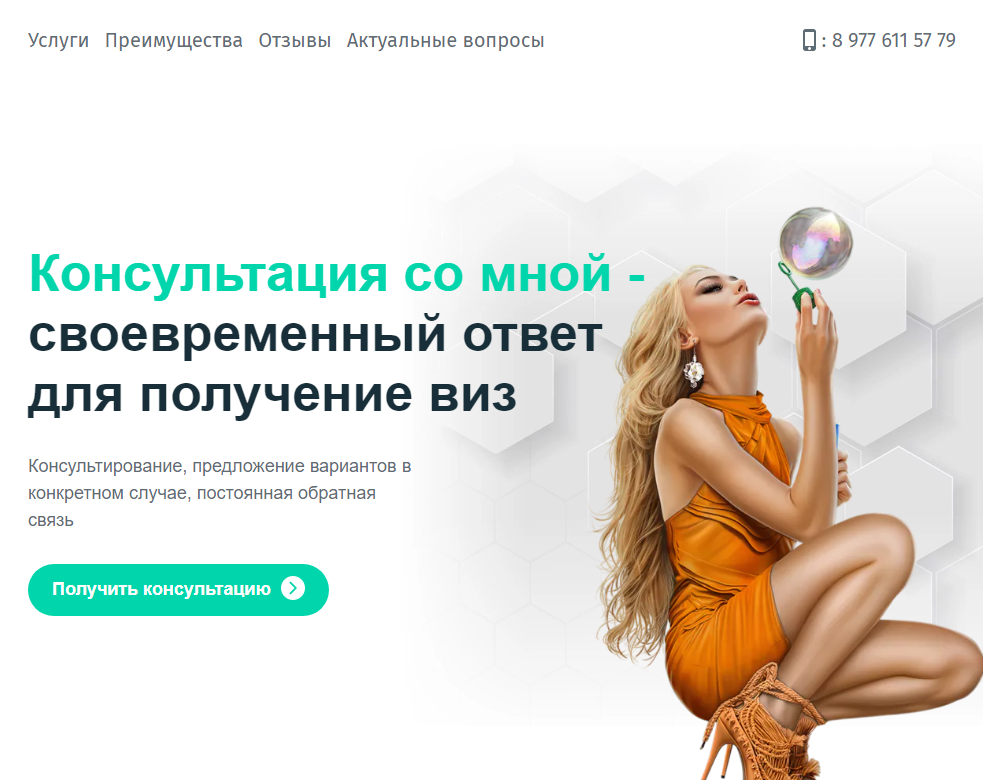 Услуги Преимущества Отзывы Актуальные вопросы : 8 977 611 57 79
Консультация со мной -
своевременный ответ
для получение виз
Консультирование, предложение вариантов в
конкретном случае, постоянная обратная
связь
Получить консультацию